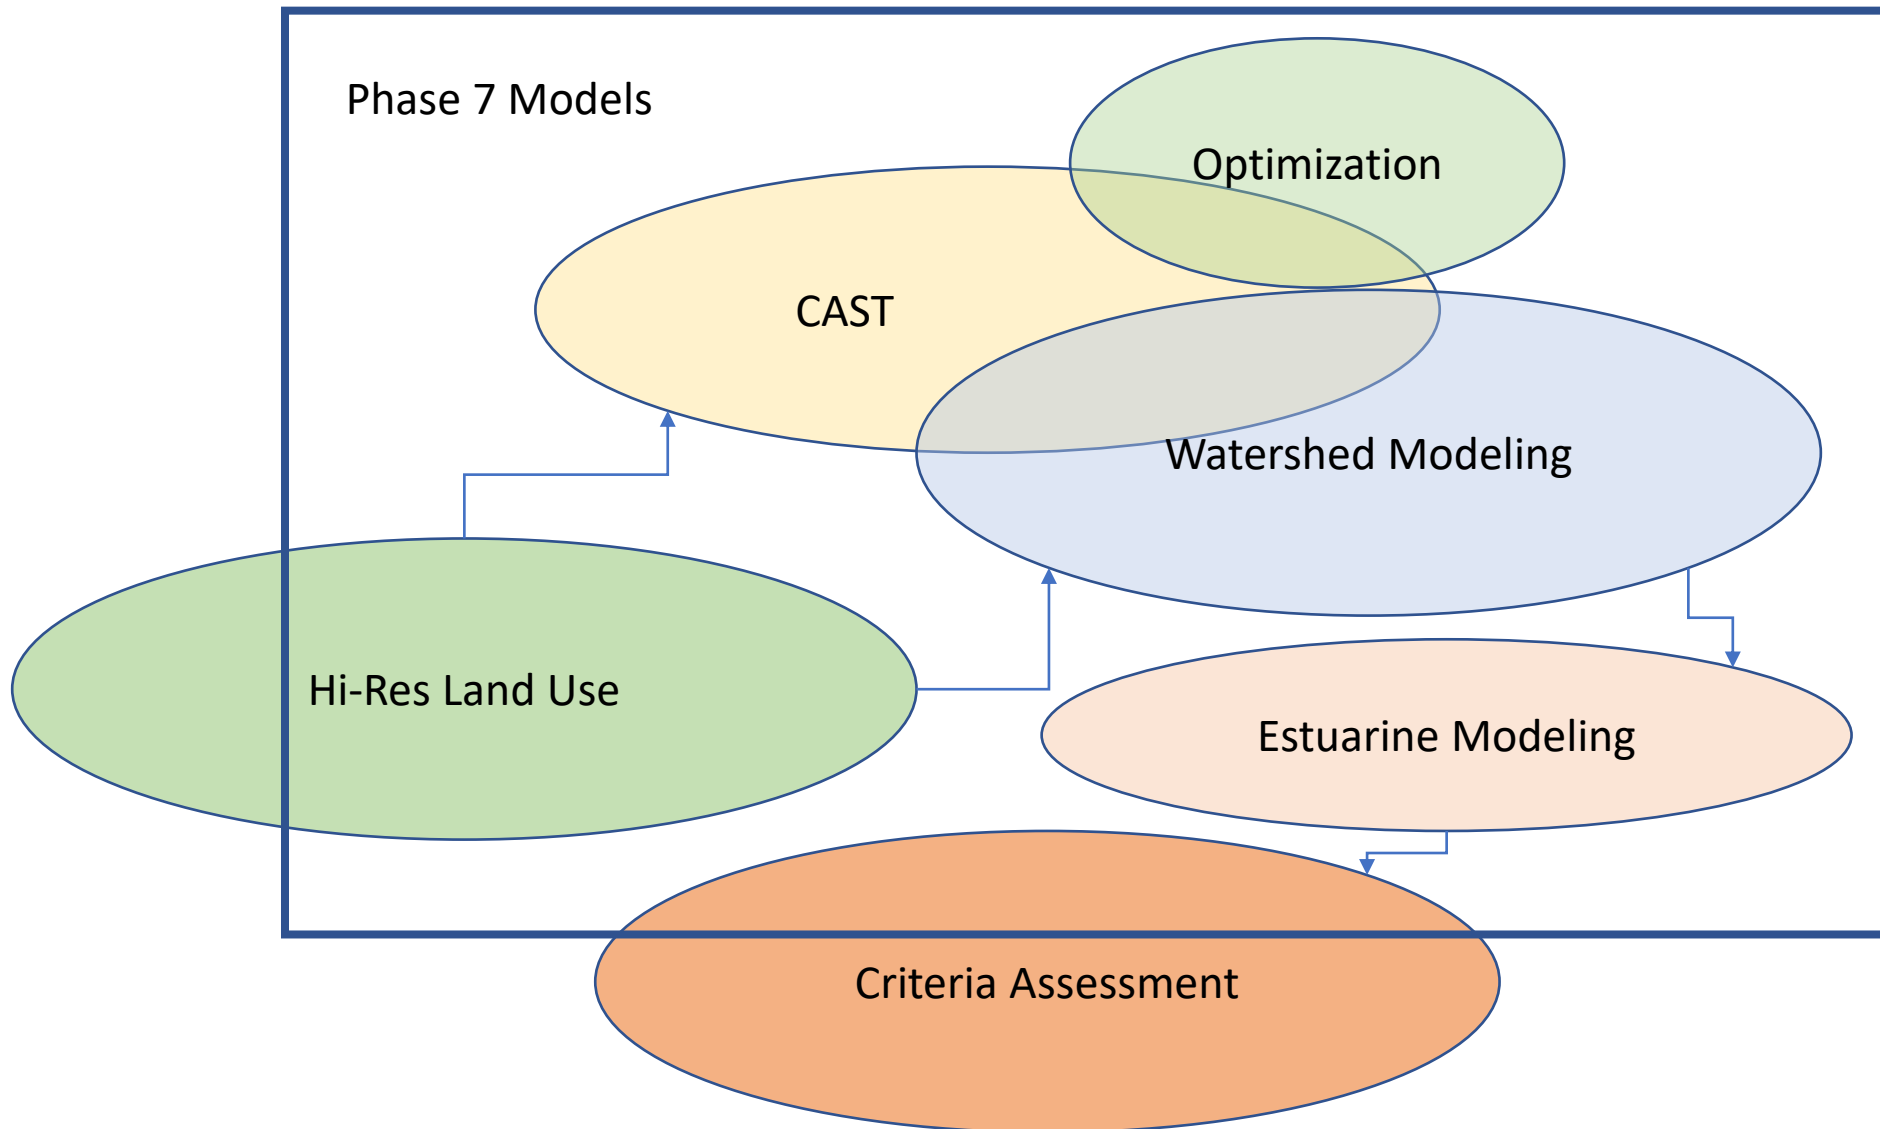 Phase 7 Models
Optimization
CAST
Watershed Modeling
Hi-Res Land Use
Estuarine Modeling
Criteria Assessment